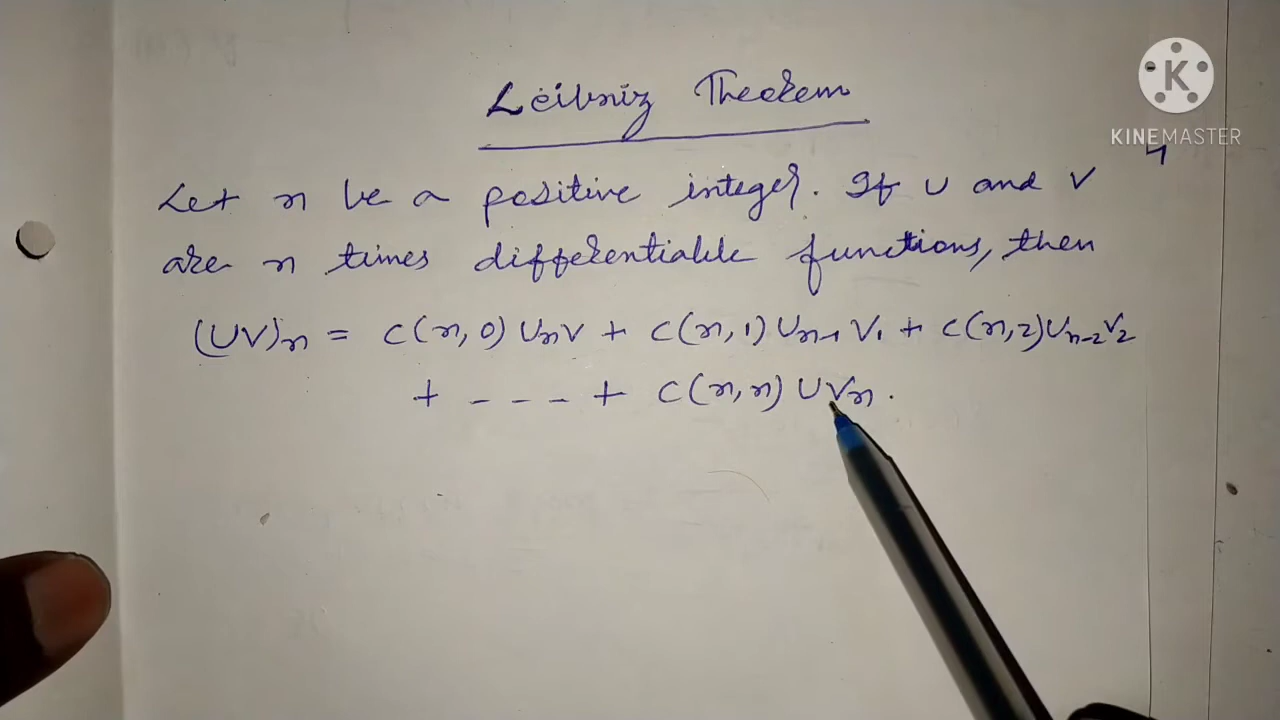 Leibniz Theorem
KINEMASTER
Let n be a positive integer. If U and V
are n times differentiable functions, then
(UV)n = C(n,0) UnV + C(n,1) Un-1 V1 + C(n,2) Un-2 V2
+ - - - + C(n,n) UVn.